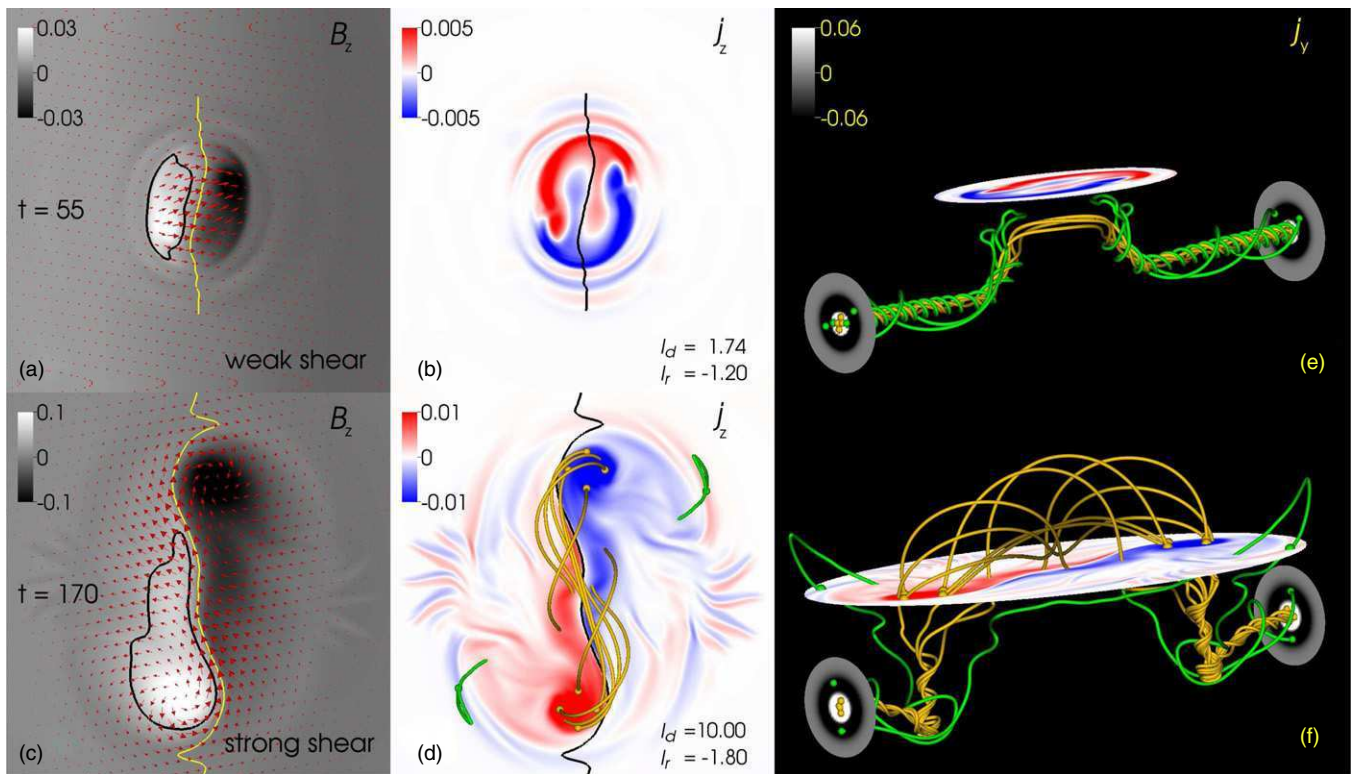 0.03
0
-0.03
B_z
t = 55
(a)
weak shear
0.005
0
-0.005
j_z
(b)
I_d = 1.74
I_r = -1.20
0.06
0
-0.06
j_y
(e)
0.1
0
-0.1
B_z
t = 170
(c)
strong shear
0.01
0
-0.01
j_z
(d)
I_d =10.00
I_r = -1.80
(f)